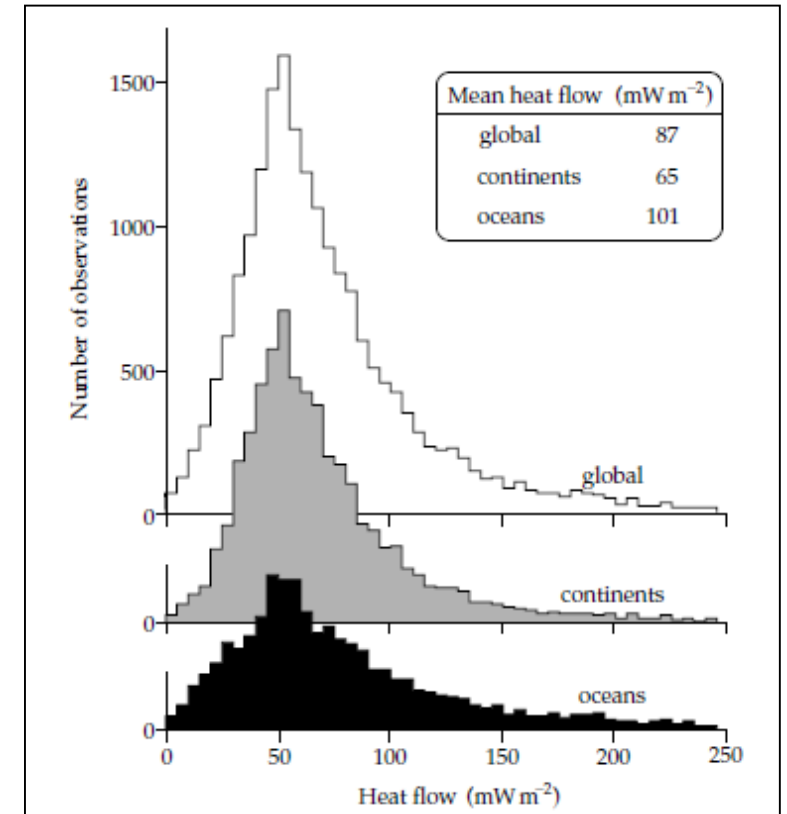 Mean heat flow (mW m⁻²)
global 87
continents 65
oceans 101
Number of observations
1500
1000
500
0
global
0
continents
0
oceans
0 50 100 150 200 250
Heat flow (mW m⁻²)